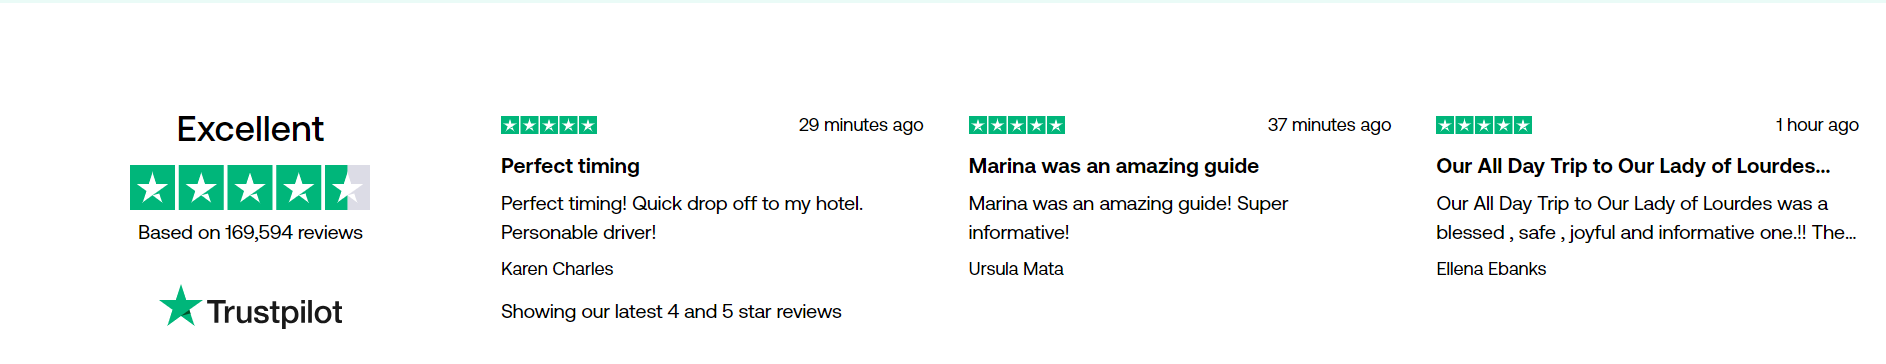 Excellent
Based on 169,594 reviews
Trustpilot
29 minutes ago
Perfect timing
Perfect timing! Quick drop off to my hotel.
Personable driver!
Karen Charles
Showing our latest 4 and 5 star reviews
37 minutes ago
Marina was an amazing guide
Marina was an amazing guide! Super
informative!
Ursula Mata
1 hour ago
Our All Day Trip to Our Lady of Lourdes...
Our All Day Trip to Our Lady of Lourdes was a
blessed , safe , joyful and informative one.!! The...
Ellena Ebanks